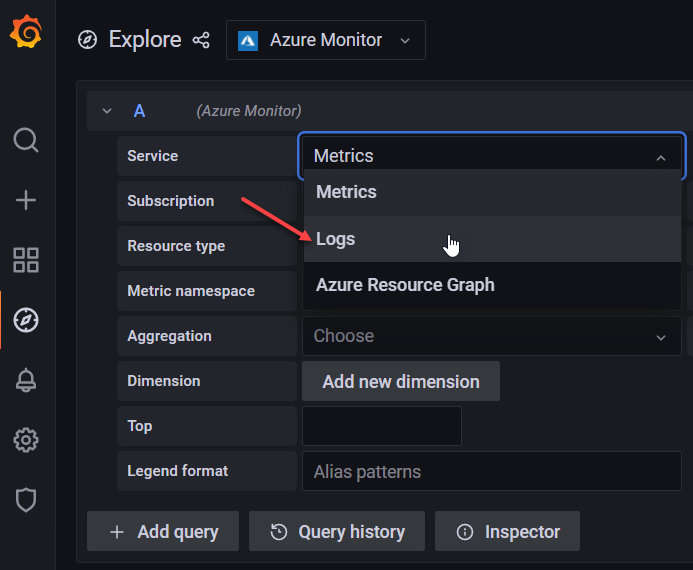 Explore
Azure Monitor
A (Azure Monitor)
Service Metrics
Metrics
Subscription
Logs
Resource type
Azure Resource Graph
Metric namespace
Aggregation Choose
Dimension Add new dimension
Top
Legend format Alias patterns
Add query Query history Inspector